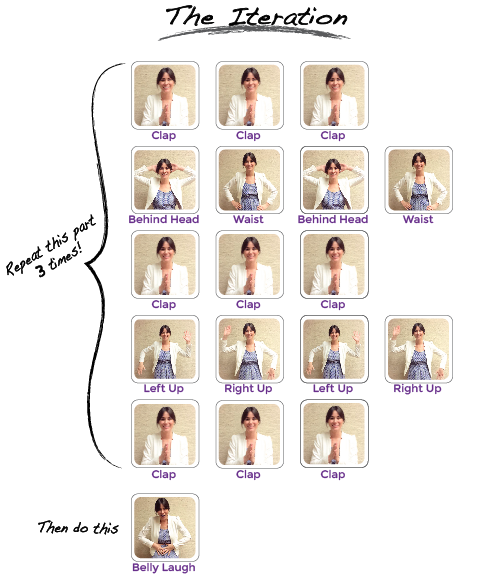 The Iteration
Clap Clap Clap
Behind Head Waist Behind Head Waist
Repeat this part
3 times!
Clap Clap Clap
Left Up Right Up Left Up Right Up
Clap Clap Clap
Then do this
Belly Laugh